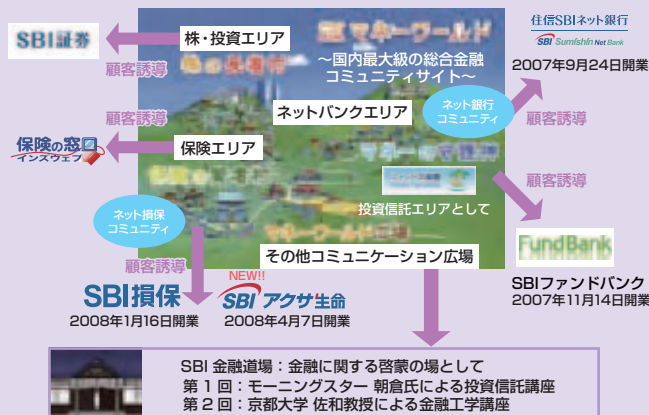 SBI証券
株・投資エリア
顧客誘導
マネーワールド
〜国内最大級の総合金融
コミュニティサイト〜
住信SBIネット銀行
SBI Sumishin Net Bank
2007年9月24日開業
ネットバンクエリア
ネット銀行
コミュニティ
顧客誘導
顧客誘導
保険の窓口
インズウェブ
保険エリア
顧客誘導
投資信託エリアとして
ネット損保
コミュニティ
顧客誘導
その他コミュニケーション広場
FundBank
SBIファンドバンク
2007年11月14日開業
SBI損保
2008年1月16日開業
NEW!!
SBIアクサ生命
2008年4月7日開業
SBI 金融道場：金融に関する啓蒙の場として
第1回：モーニングスター 朝倉氏による投資信託講座
第2回：京都大学 佐和教授による金融工学講座